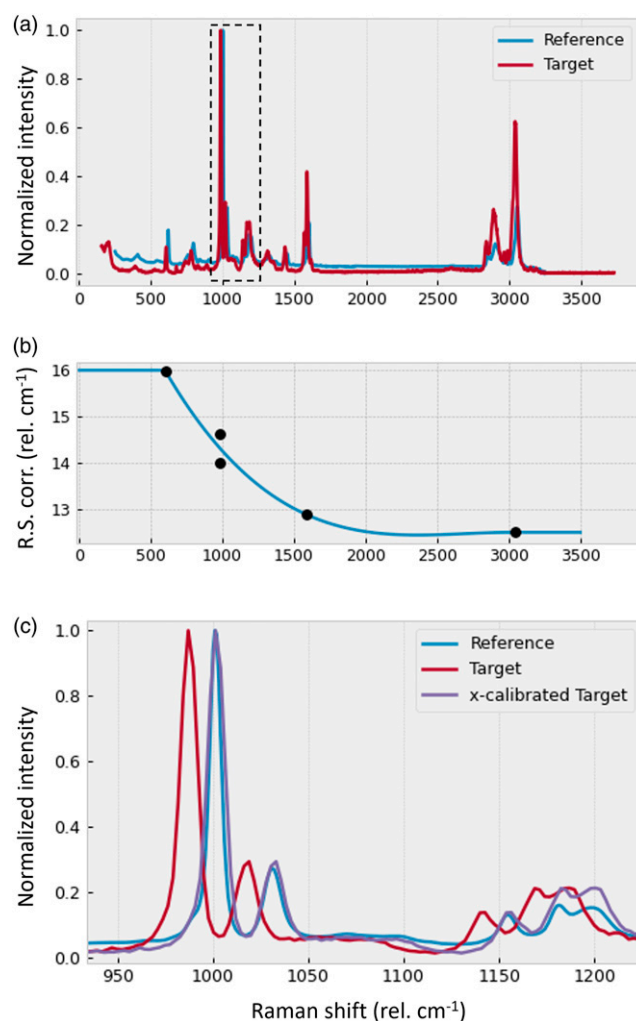 (a)
Normalized intensity
1.0
0.8
0.6
0.4
0.2
0.0
Reference
Target
0 500 1000 1500 2000 2500 3000 3500
(b)
R.S. corr. (rel. cm⁻¹)
16
15
14
13
0 500 1000 1500 2000 2500 3000 3500
(c)
Normalized intensity
1.0
0.8
0.6
0.4
0.2
0.0
Reference
Target
x-calibrated Target
950 1000 1050 1100 1150 1200
Raman shift (rel. cm⁻¹)